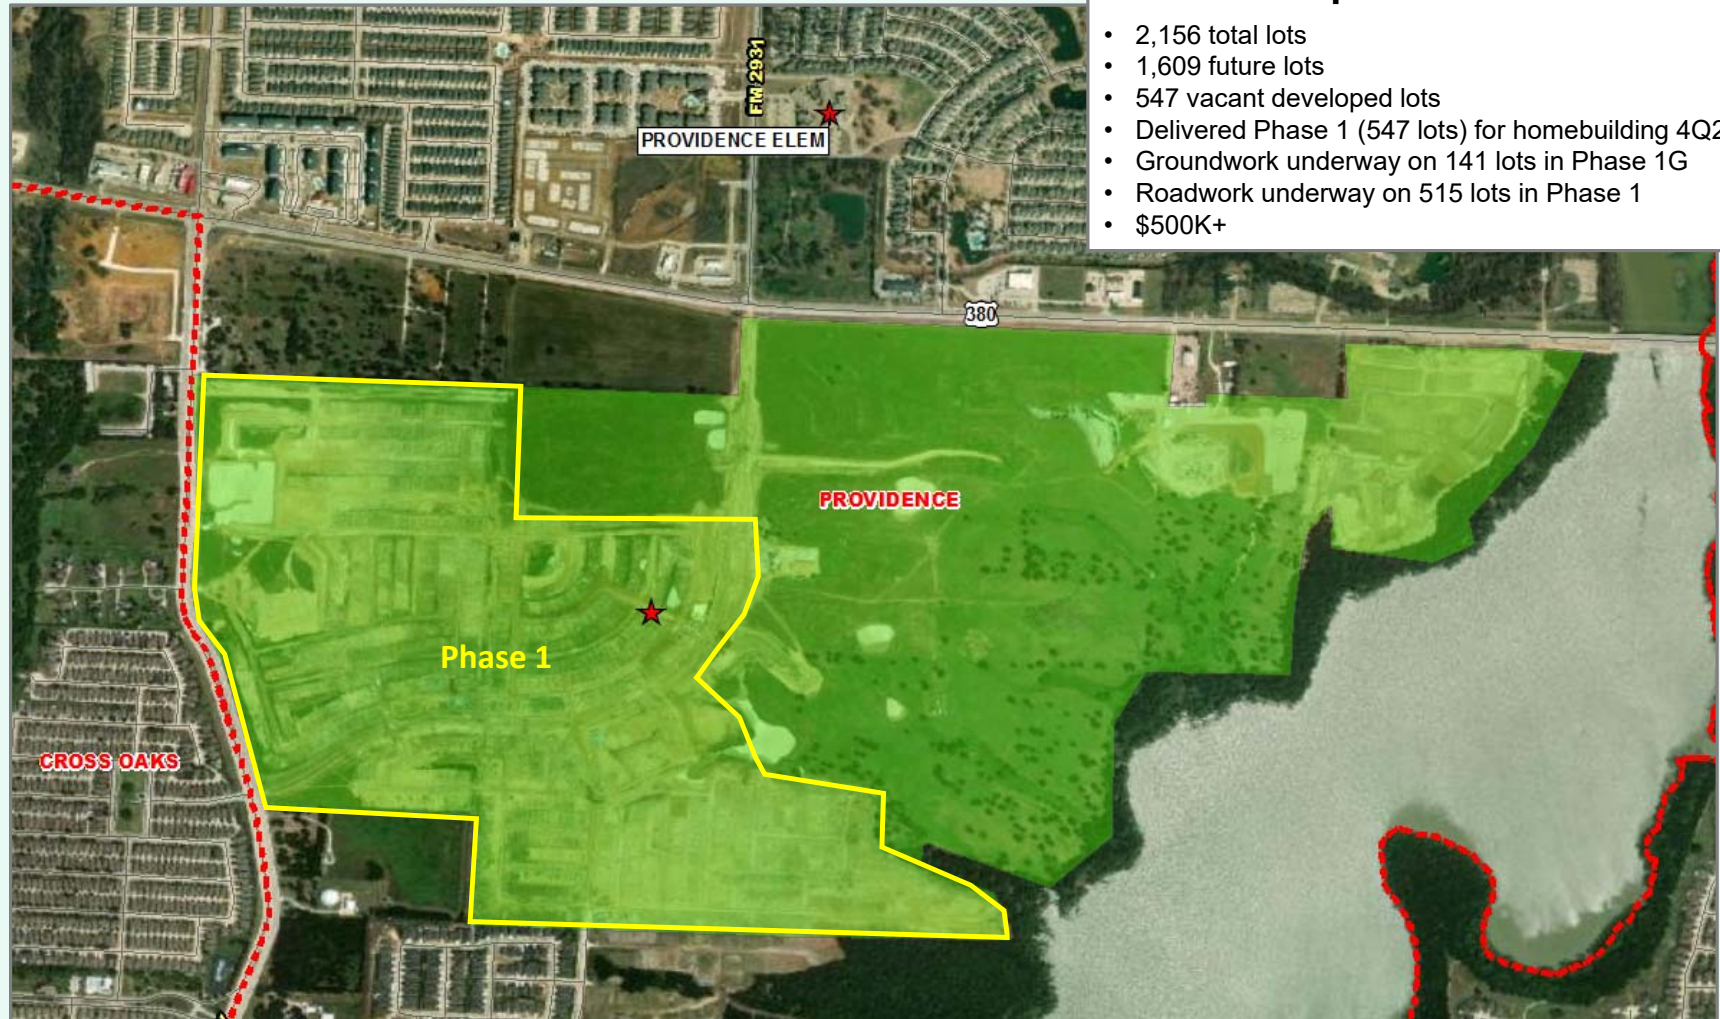 • 2,156 total lots
• 1,609 future lots
• 547 vacant developed lots
• Delivered Phase 1 (547 lots) for homebuilding
• Groundwork underway on 141 lots in Phase 1G
• Roadwork underway on 515 lots in Phase 1
• $500K+
FM 2931
PROVIDENCE ELEM
380
PROVIDENCE
Phase 1
CROSS OAKS